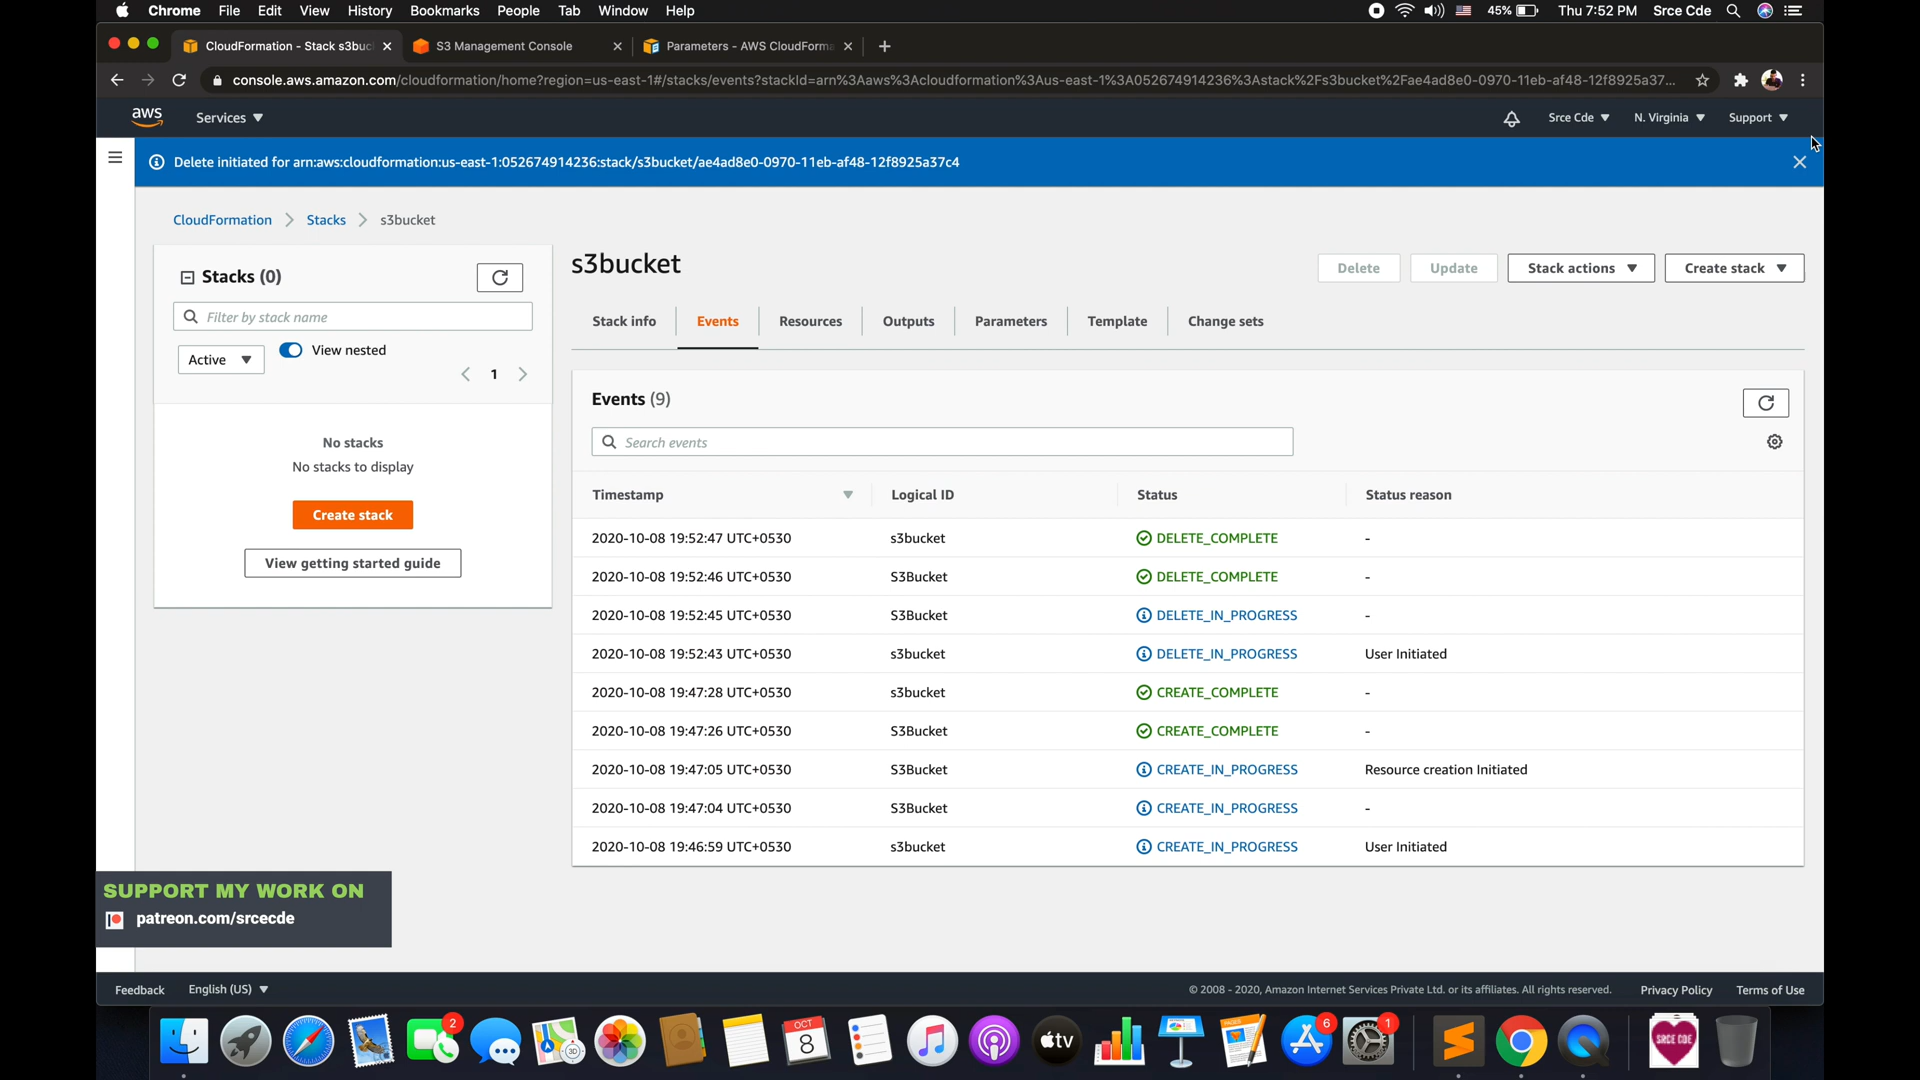 Chrome File Edit View History Bookmarks People Tab Window Help 45% Thu 7:52 PM Srce Cde
CloudFormation - Stack s3buc S3 Management Console Parameters - AWS CloudForma
console.aws.amazon.com/cloudformation/home?region=us-east-1#/stacks/events?stackId=arn%3Aaws%3Acloudformation%3Aus-east-1%3A052674914236%3Astack%2Fs3bucket%2Fae4ad8e0-0970-11eb-af48-12f8925a37...
aws Services Srce Cde N. Virginia Support
Delete initiated for arn:aws:cloudformation:us-east-1:052674914236:stack/s3bucket/ae4ad8e0-0970-11eb-af48-12f8925a37c4
CloudFormation Stacks s3bucket
Stacks (0)
Filter by stack name
Active View nested
1
No stacks
No stacks to display
Create stack
View getting started guide
s3bucket
Delete Update Stack actions Create stack
Stack info Events Resources Outputs Parameters Template Change sets
Events (9)
Search events
Timestamp Logical ID Status Status reason
2020-10-08 19:52:47 UTC+0530 s3bucket DELETE_COMPLETE -
2020-10-08 19:52:46 UTC+0530 S3Bucket DELETE_COMPLETE -
2020-10-08 19:52:45 UTC+0530 S3Bucket DELETE_IN_PROGRESS -
2020-10-08 19:52:43 UTC+0530 s3bucket DELETE_IN_PROGRESS User Initiated
2020-10-08 19:47:28 UTC+0530 s3bucket CREATE_COMPLETE -
2020-10-08 19:47:26 UTC+0530 S3Bucket CREATE_COMPLETE -
2020-10-08 19:47:05 UTC+0530 S3Bucket CREATE_IN_PROGRESS Resource creation Initiated
2020-10-08 19:47:04 UTC+0530 S3Bucket CREATE_IN_PROGRESS -
2020-10-08 19:46:59 UTC+0530 s3bucket CREATE_IN_PROGRESS User Initiated
SUPPORT MY WORK ON
patreon.com/srcecde
Feedback English (US) © 2008 - 2020, Amazon Internet Services Private Ltd. or its affiliates. All rights reserved. Privacy Policy Terms of Use
2 3D OCT 8 tv 6 1 SRCE CDE